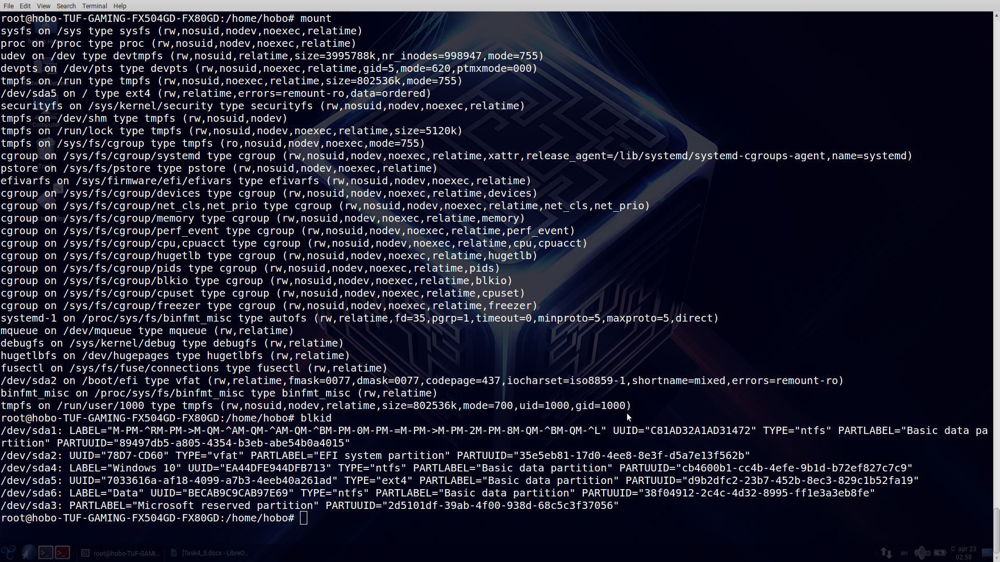 File Edit View Search Terminal Help
root@hobo-TUF-GAMING-FX504GD-FX80GD:/home/hobo# mount
sysfs on /sys type sysfs (rw,nosuid,nodev,noexec,relatime)
proc on /proc type proc (rw,nosuid,nodev,noexec,relatime)
udev on /dev type devtmpfs (rw,nosuid,relatime,size=3995788k,nr_inodes=998947,mode=755)
devpts on /dev/pts type devpts (rw,nosuid,noexec,relatime,gid=5,mode=620,ptmxmode=000)
tmpfs on /run type tmpfs (rw,nosuid,noexec,relatime,size=802536k,mode=755)
/dev/sda5 on / type ext4 (rw,relatime,errors=remount-ro,data=ordered)
securityfs on /sys/kernel/security type securityfs (rw,nosuid,nodev,noexec,relatime)
tmpfs on /dev/shm type tmpfs (rw,nosuid,nodev)
tmpfs on /run/lock type tmpfs (rw,nosuid,nodev,noexec,relatime,size=5120k)
tmpfs on /sys/fs/cgroup type tmpfs (ro,nosuid,nodev,noexec,mode=755)
cgroup on /sys/fs/cgroup/systemd type cgroup (rw,nosuid,nodev,noexec,relatime,xattr,release_agent=/lib/systemd/systemd-cgroups-agent,name=systemd)
pstore on /sys/fs/pstore type pstore (rw,nosuid,nodev,noexec,relatime)
efivarfs on /sys/firmware/efi/efivars type efivarfs (rw,nosuid,nodev,noexec,relatime)
cgroup on /sys/fs/cgroup/devices type cgroup (rw,nosuid,nodev,noexec,relatime,devices)
cgroup on /sys/fs/cgroup/net_cls,net_prio type cgroup (rw,nosuid,nodev,noexec,relatime,net_cls,net_prio)
cgroup on /sys/fs/cgroup/memory type cgroup (rw,nosuid,nodev,noexec,relatime,memory)
cgroup on /sys/fs/cgroup/perf_event type cgroup (rw,nosuid,nodev,noexec,relatime,perf_event)
cgroup on /sys/fs/cgroup/cpu,cpuacct type cgroup (rw,nosuid,nodev,noexec,relatime,cpu,cpuacct)
cgroup on /sys/fs/cgroup/hugetlb type cgroup (rw,nosuid,nodev,noexec,relatime,hugetlb)
cgroup on /sys/fs/cgroup/pids type cgroup (rw,nosuid,nodev,noexec,relatime,pids)
cgroup on /sys/fs/cgroup/blkio type cgroup (rw,nosuid,nodev,noexec,relatime,blkio)
cgroup on /sys/fs/cgroup/cpuset type cgroup (rw,nosuid,nodev,noexec,relatime,cpuset)
cgroup on /sys/fs/cgroup/freezer type cgroup (rw,nosuid,nodev,noexec,relatime,freezer)
systemd-1 on /proc/sys/fs/binfmt_misc type autofs (rw,relatime,fd=35,pgrp=1,timeout=0,minproto=5,maxproto=5,direct)
mqueue on /dev/mqueue type mqueue (rw,relatime)
debugfs on /sys/kernel/debug type debugfs (rw,relatime)
hugetlbfs on /dev/hugepages type hugetlbfs (rw,relatime)
fusectl on /sys/fs/fuse/connections type fusectl (rw,relatime)
/dev/sda2 on /boot/efi type vfat (rw,relatime,fmask=0077,dmask=0077,codepage=437,iocharset=iso8859-1,shortname=mixed,errors=remount-ro)
binfmt_misc on /proc/sys/fs/binfmt_misc type binfmt_misc (rw,relatime)
tmpfs on /run/user/1000 type tmpfs (rw,nosuid,nodev,relatime,size=802536k,mode=700,uid=1000,gid=1000)
root@hobo-TUF-GAMING-FX504GD-FX80GD:/home/hobo# blkid
/dev/sda1: LABEL="M-PM-^RM-PM->M-QM-^AM-QM-^AM-QM-^BM-PM-0M-PM-=M-PM->M-PM-2M-PM-8M-QM-^BM-QM-^L" UUID="C81AD32A1AD31472" TYPE="ntfs" PARTLABEL="Basic data pa
rtition" PARTUUID="89497db5-a805-4354-b3eb-abe54b0a4015"
/dev/sda2: UUID="78D7-CD60" TYPE="vfat" PARTLABEL="EFI system partition" PARTUUID="35e5eb81-17d0-4ee8-8e3f-d5a7e13f562b"
/dev/sda4: LABEL="Windows 10" UUID="EA44DFE944DFB713" TYPE="ntfs" PARTLABEL="Basic data partition" PARTUUID="cb4600b1-cc4b-4efe-9b1d-b72ef827c7c9"
/dev/sda5: UUID="7033616a-af18-4099-a7b3-4eeb40a261ad" TYPE="ext4" PARTLABEL="Basic data partition" PARTUUID="d9b2dfc2-23b7-452b-8ec3-829c1b52fa19"
/dev/sda6: LABEL="Data" UUID="BECAB9C9CAB97E69" TYPE="ntfs" PARTLABEL="Basic data partition" PARTUUID="38f04912-2c4c-4d32-8995-ff1e3a3eb8fe"
/dev/sda3: PARTLABEL="Microsoft reserved partition" PARTUUID="2d5101df-39ab-4f00-938d-68c5c3f37056"
root@hobo-TUF-GAMING-FX504GD-FX80GD:/home/hobo#
Computer
root@hobo-TUF-GAMI... [Task4_5.docx - LibreO... en С apr 23
02:58